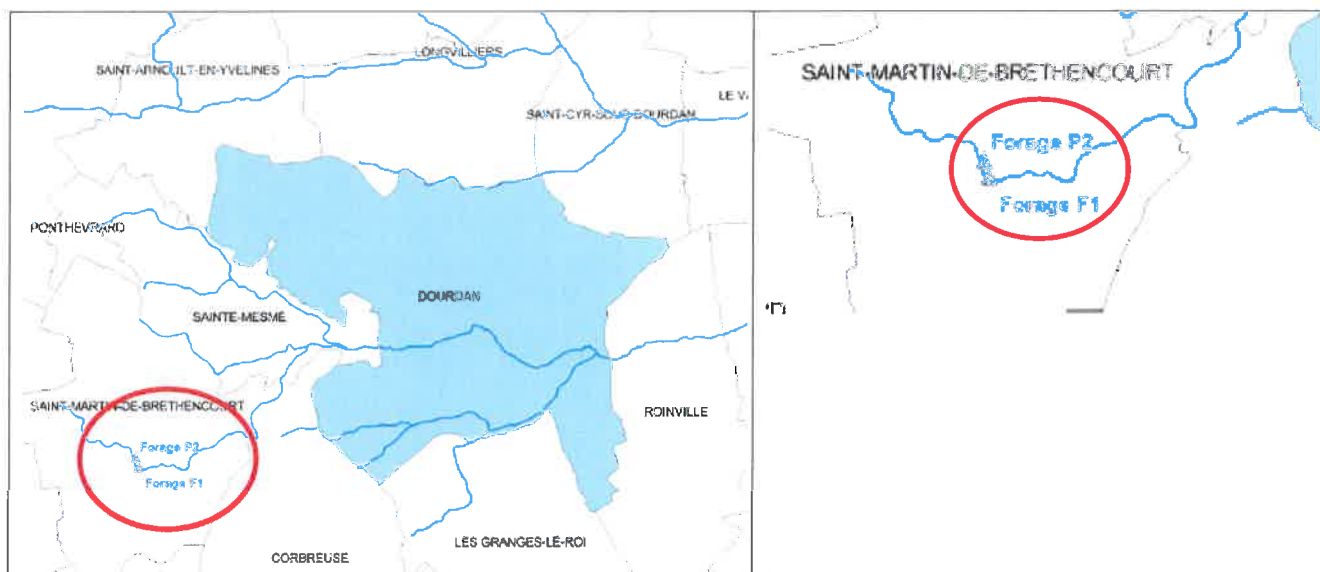 LONGVILLIERS
SAINT-ARNOULT-EN-YVELINES
LE V
SAINT-CYR-SOUS-DOURDAN
PONTHEVRARD
DOURDAN
SAINTE-MESME
SAINT-MARTIN-DE-BRETHENCOURT
ROINVILLE
Forage P2
Forage F1
LES GRANGES-LE-ROI
CORBREUSE
SAINT-MARTIN-DE-BRETHENCOURT
Forage P2
Forage F1